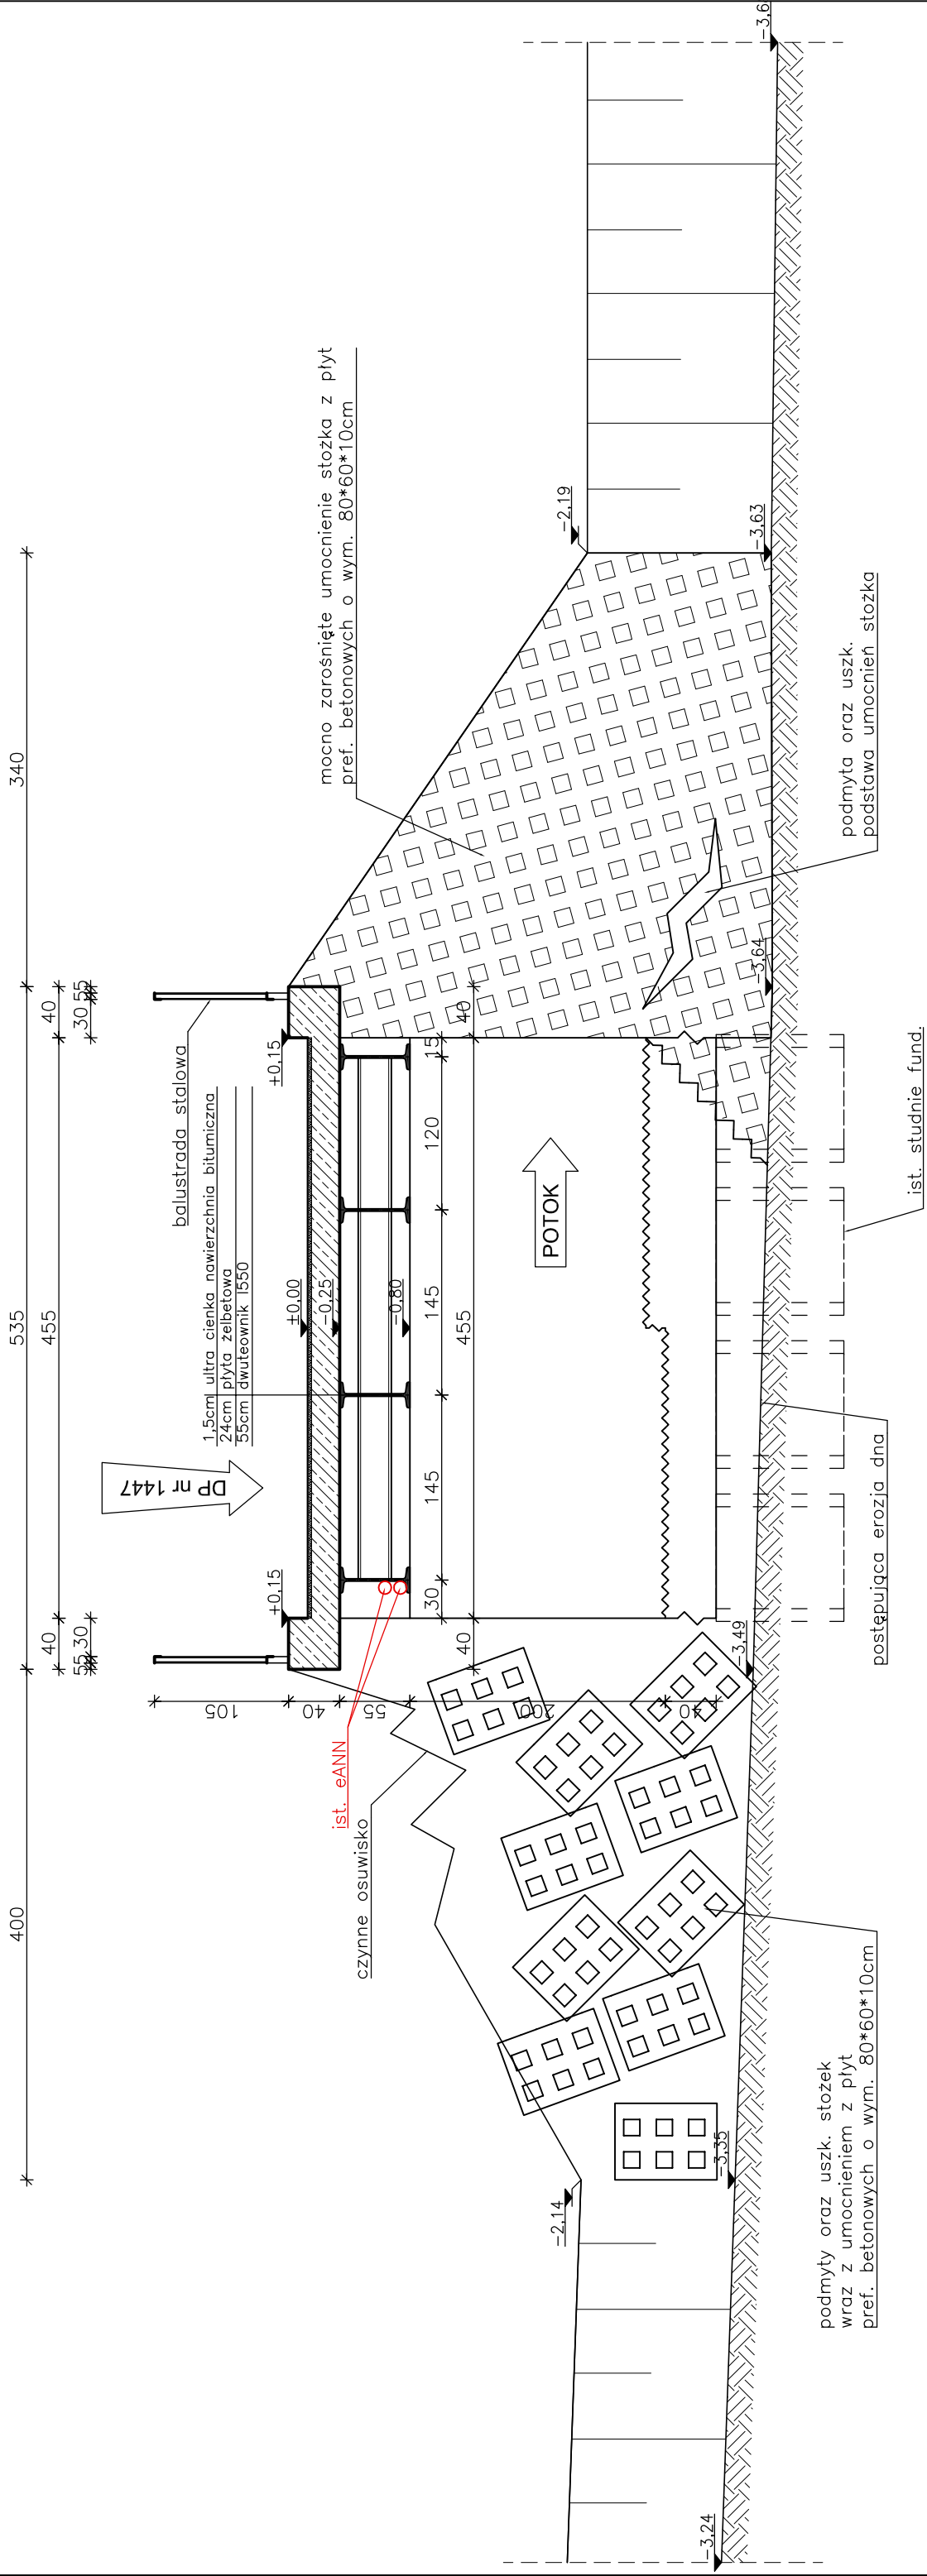 400
535
340
40
455
40
55
30
30
55
DP nr 1447
balustrada stalowa
1,5cm ultra cienka nawierzchnia bitumiczna
24cm płyta żelbetowa
55cm dwuteownik I550
+0,15
±0,00
-0,25
-0,80
+0,15
mocno zarośnięte umocnienie stożka z płyt
pref. betonowych o wym. 80*60*10cm
105
40
55
200
40
ist. eANN
czynne osuwisko
30
145
145
120
15
40
455
40
POTOK
-2,14
-2,19
-3,24
-3,35
-3,49
-3,64
-3,63
-3,6
podmyty oraz uszk. stożek
wraz z umocnieniem z płyt
pref. betonowych o wym. 80*60*10cm
postępująca erozja dna
ist. studnie fund.
podmyta oraz uszk.
podstawa umocnień stożka